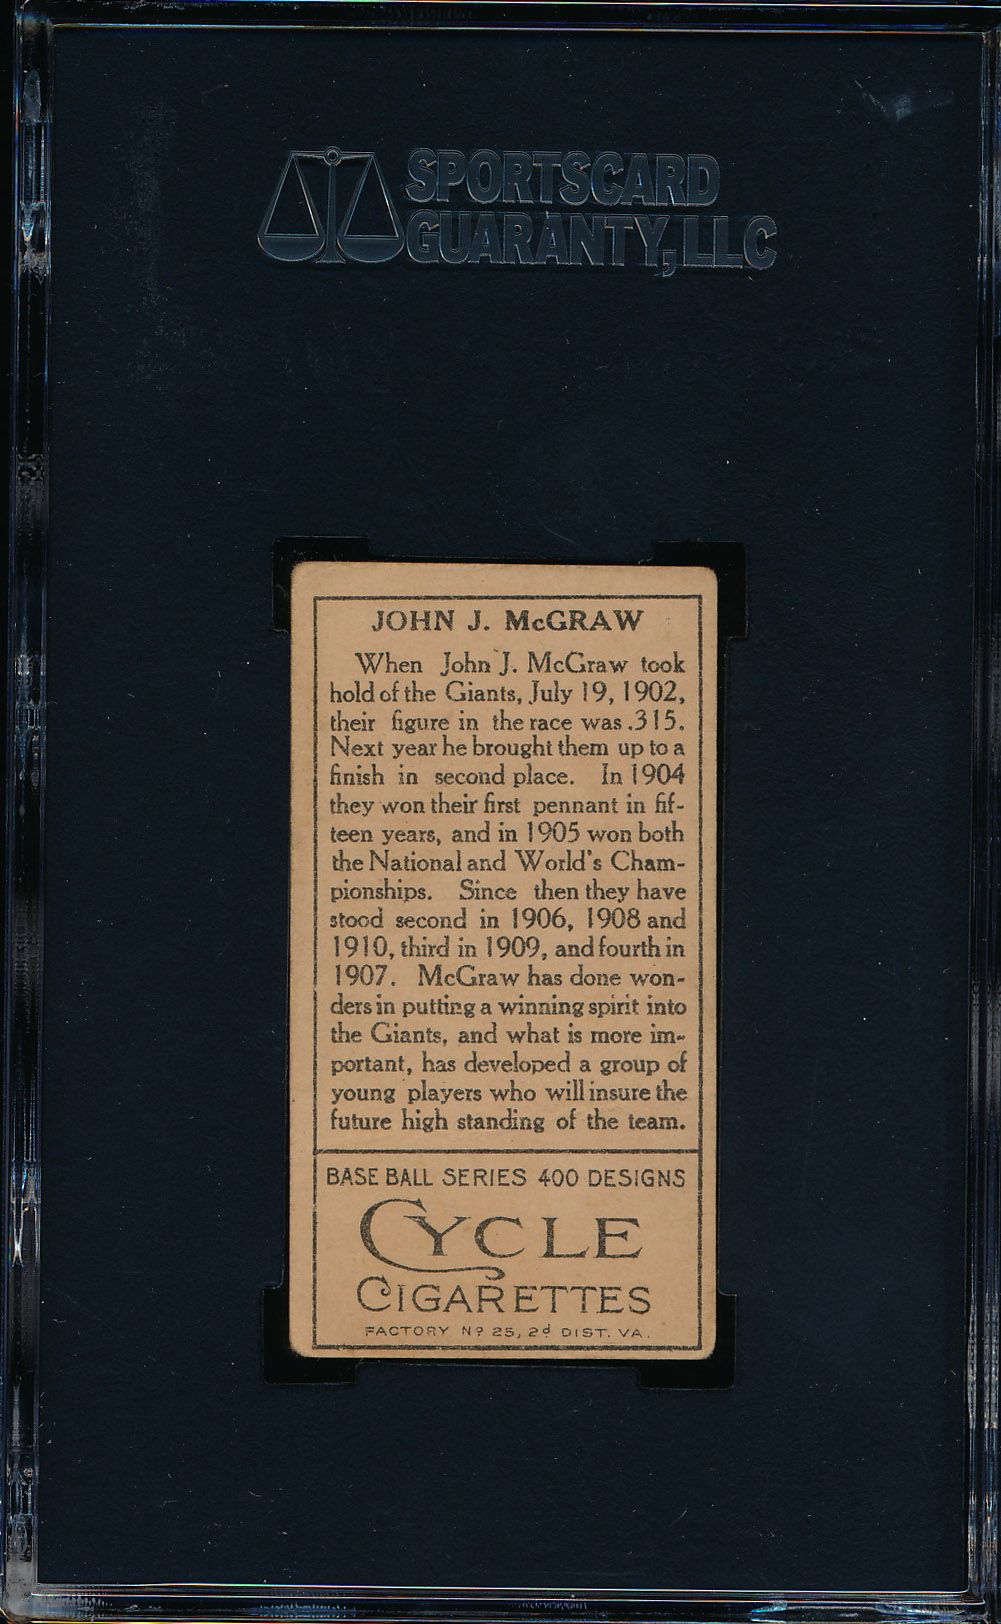 SPORTSCARD
GUARANTY, LLC
JOHN J. McGRAW
When John J. McGraw took
hold of the Giants, July 19, 1902,
their figure in the race was .315.
Next year he brought them up to a
finish in second place. In 1904
they won their first pennant in fif-
teen years, and in 1905 won both
the National and World's Cham-
pionships. Since then they have
stood second in 1906, 1908 and
1910, third in 1909, and fourth in
1907. McGraw has done won-
ders in putting a winning spirit into
the Giants, and what is more im-
portant, has developed a group of
young players who will insure the
future high standing of the team.
BASE BALL SERIES 400 DESIGNS
CYCLE
CIGARETTES
FACTORY Nº 25, 2d DIST. VA.